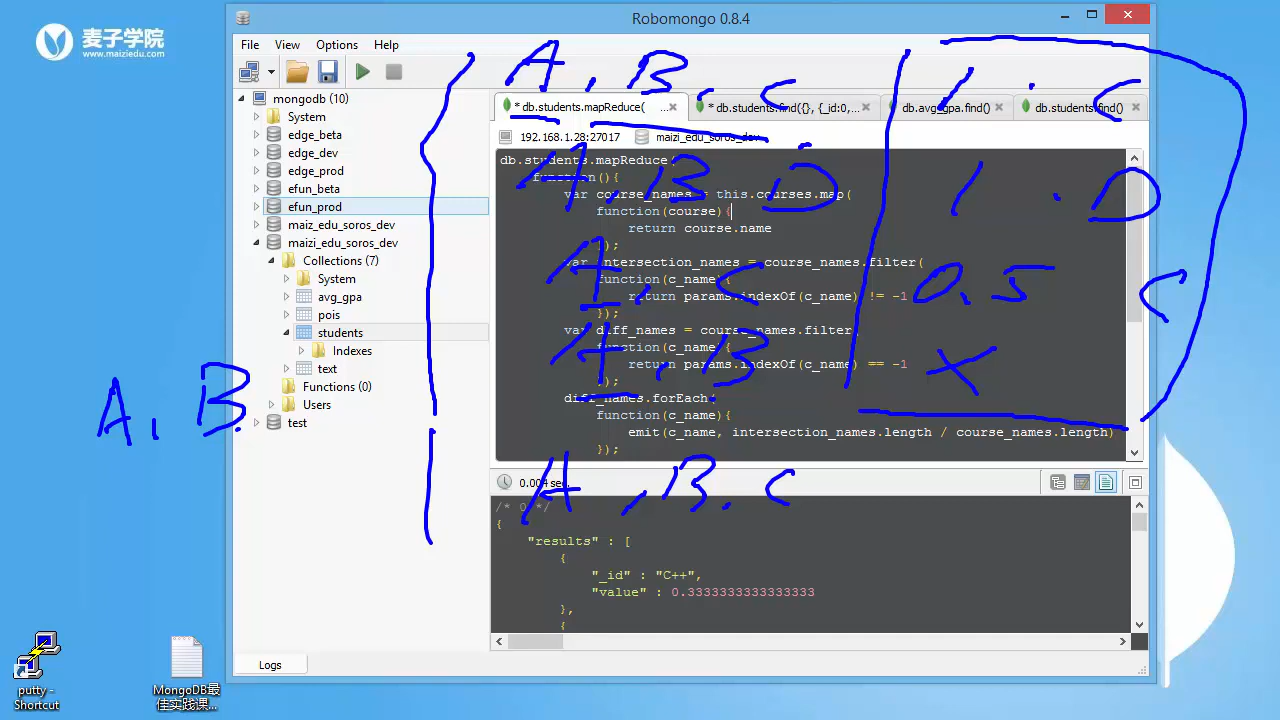 麦子学院
www.maiziedu.com
Robomongo 0.8.4
File View Options Help
A, B, C
1 . C
* db.students.mapReduce( ...
* db.students.find({}, {_id:0, ...
db.avg_gpa.find()
db.students.find()
192.168.1.28:27017 maizi_edu_soros_dev
mongodb (10)
System
edge_beta
edge_dev
edge_prod
efun_beta
efun_prod
maiz_edu_soros_dev
maizi_edu_soros_dev
Collections (7)
System
avg_gpa
pois
students
Indexes
text
Functions (0)
Users
test
A, B
db.students.mapReduce(
function(){
var course_names = this.courses.map(
function(course){
return course.name
});
var intersection_names = course_names.filter(
function(c_name){
return params.indexOf(c_name) != -1
});
var diff_names = course_names.filter(
function(c_name){
return params.indexOf(c_name) == -1
});
diff_names.forEach(
function(c_name){
emit(c_name, intersection_names.length / course_names.length)
});
A, B D
1 . D
A, C
0.5 C
A, B
X
A, B. C
0.004 sec.
/* 0 */
{
"results" : [
{
"_id" : "C++",
"value" : 0.3333333333333333
},
{
Logs
putty -
Shortcut
MongoDB最
佳实践课...